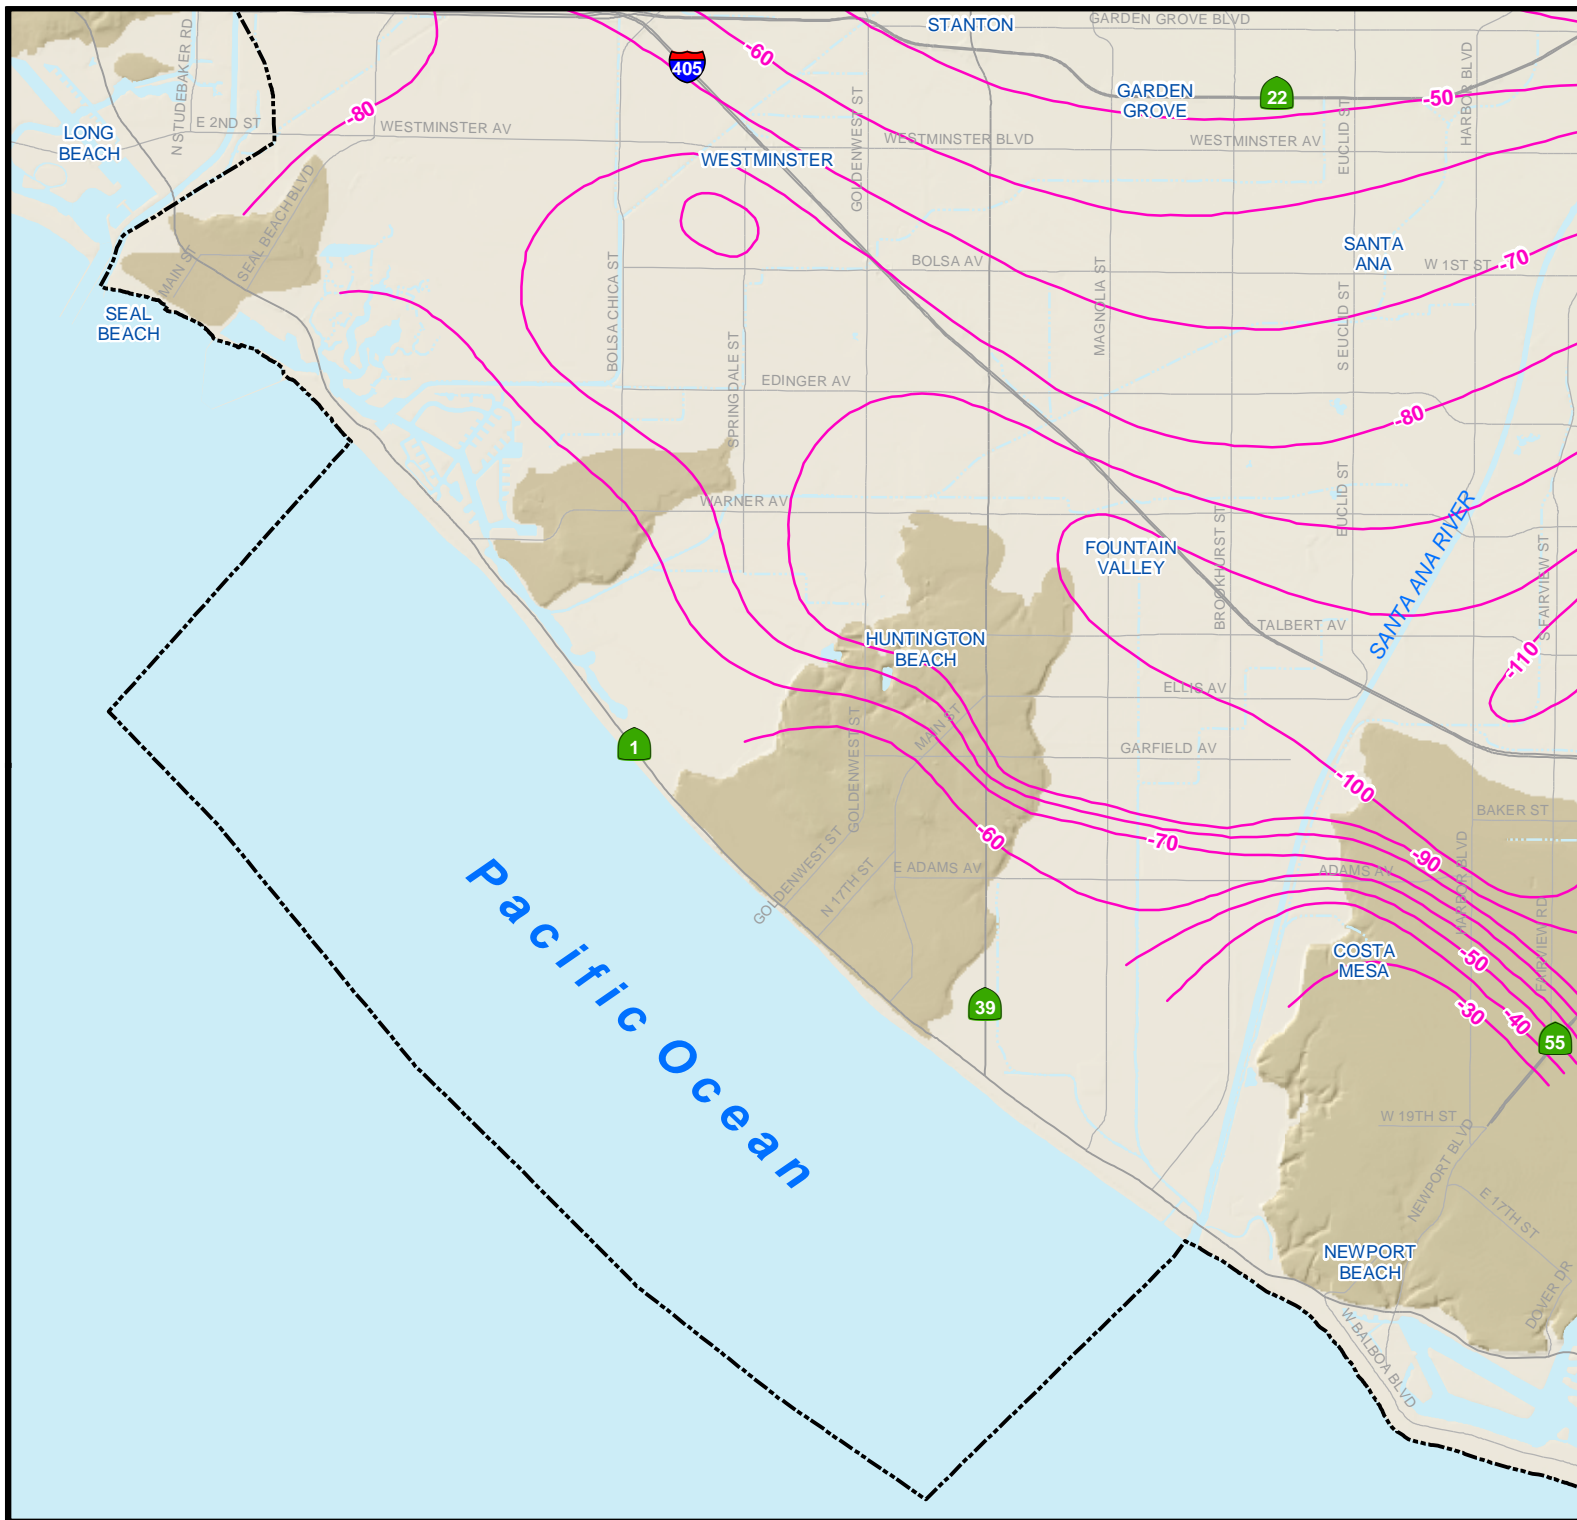 STANTON
GARDEN GROVE BLVD
N STUDEBAKER RD
-60
405
HARBOR BLVD
GARDEN
GROVE
22
-50
-80
LONG
BEACH
E 2ND ST
WESTMINSTER AV
GOLDENWEST ST
WESTMINSTER BLVD
WESTMINSTER AV
EUCLID ST
WESTMINSTER
SEAL BEACH BLVD
MAIN ST
SANTA
ANA
BOLSA AV
W 1ST ST
-70
SEAL
BEACH
BOLSA CHICA ST
MAGNOLIA ST
S EUCLID ST
SPRINGDALE ST
EDINGER AV
-80
WARNER AV
EUCLID ST
SANTA ANA RIVER
FOUNTAIN
VALLEY
BROOKHURST ST
S FAIRVIEW ST
TALBERT AV
HUNTINGTON
BEACH
-110
ELLIS AV
MAIN ST
GOLDENWEST ST
1
GARFIELD AV
-100
BAKER ST
-60
-70
-90
GOLDENWEST ST
N 17TH ST
E ADAMS AV
ADAMS AV
HARBOR BLVD
FAIRVIEW RD
Pacific Ocean
COSTA
MESA
-50
39
-30
-40
55
W 19TH ST
NEWPORT BLVD
E 17TH ST
NEWPORT
BEACH
DOVER DR
W BALBOA BLVD